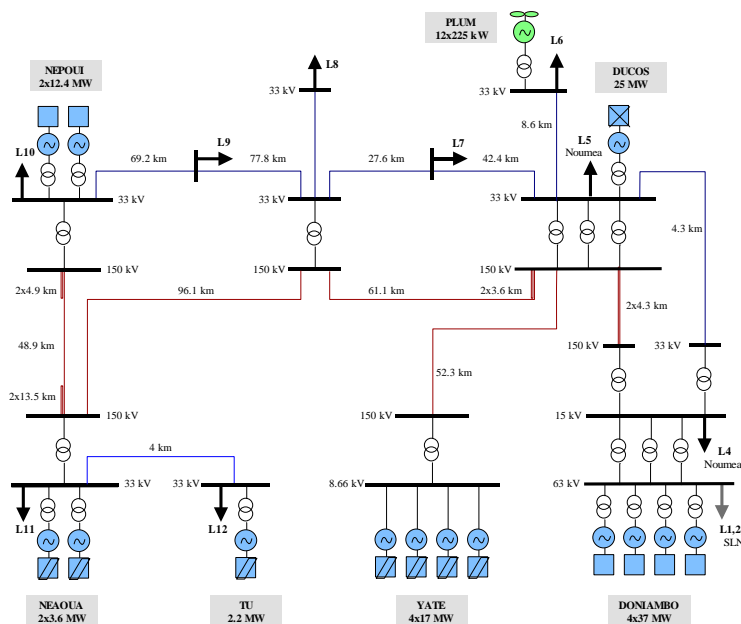 PLUM
12x225 kW
NEPOUI
2x12.4 MW
L8
L6
DUCOS
25 MW
33 kV
33 kV
8.6 km
L10
69.2 km
L9
77.8 km
27.6 km
L7
42.4 km
L5
Noumea
33 kV
33 kV
33 kV
4.3 km
150 kV
150 kV
150 kV
2x4.9 km
96.1 km
61.1 km
2x3.6 km
2x4.3 km
48.9 km
52.3 km
150 kV
33 kV
2x13.5 km
150 kV
150 kV
15 kV
4 km
L4
Noumea
33 kV
33 kV
8.66 kV
63 kV
L11
L12
L1,2
SLN
NEAOUA
2x3.6 MW
TU
2.2 MW
YATE
4x17 MW
DONIAMBO
4x37 MW